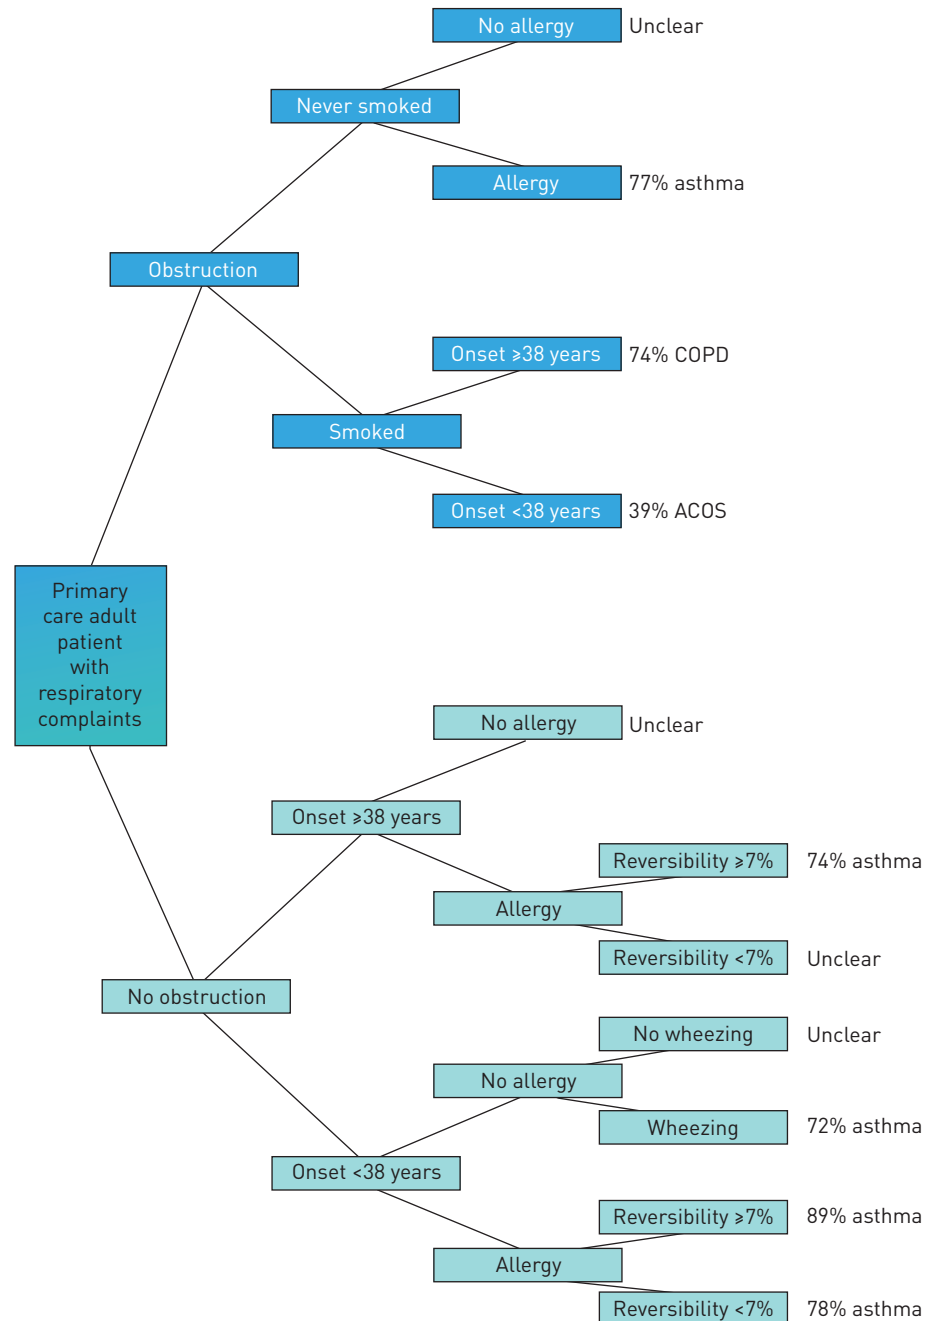 No allergy Unclear
Never smoked
Allergy 77% asthma
Obstruction
Onset ≥38 years 74% COPD
Smoked
Onset <38 years 39% ACOS
Primary
care adult
patient
with
respiratory
complaints
No allergy Unclear
Onset ≥38 years
Reversibility ≥7% 74% asthma
Allergy
Reversibility <7% Unclear
No obstruction
No wheezing Unclear
No allergy
Wheezing 72% asthma
Onset <38 years
Reversibility ≥7% 89% asthma
Allergy
Reversibility <7% 78% asthma